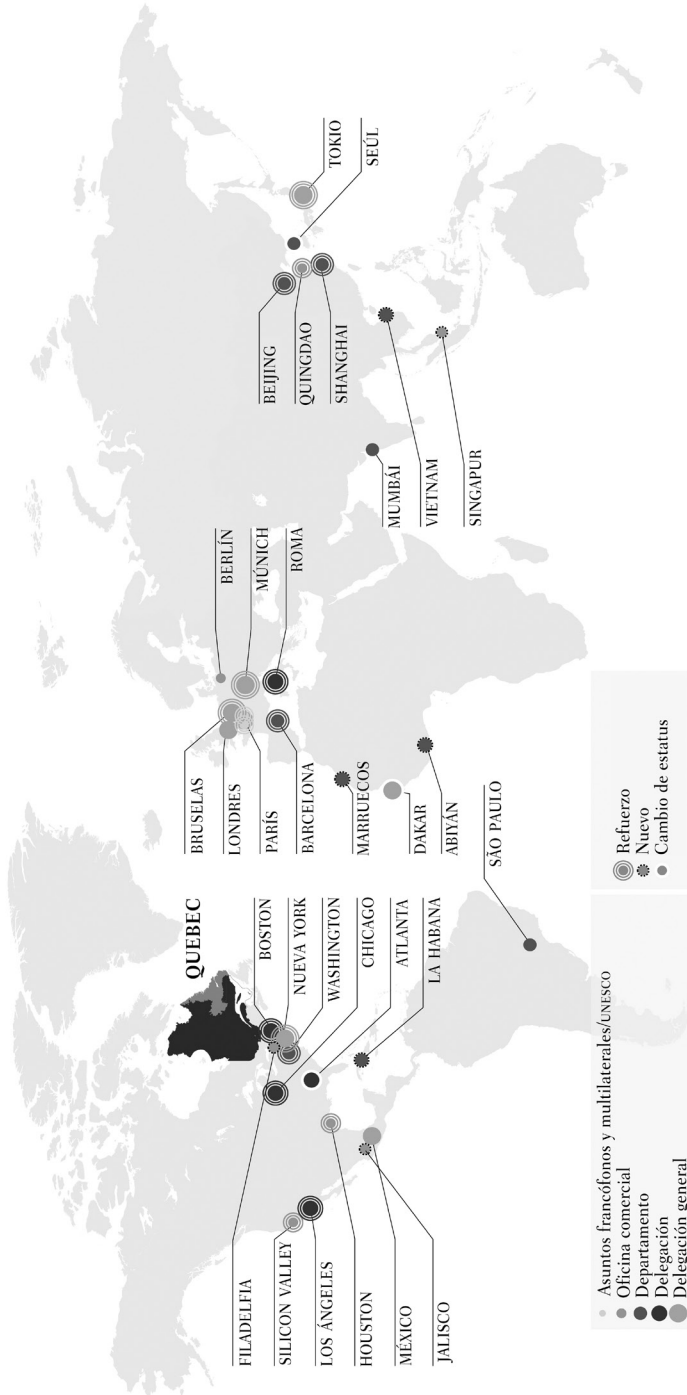 QUEBEC
FILADELFIA
SILICON VALLEY
LOS ÁNGELES
HOUSTON
MÉXICO
JALISCO
BOSTON
NUEVA YORK
WASHINGTON
CHICAGO
ATLANTA
LA HABANA
SÃO PAULO
BRUSELAS
LONDRES
PARÍS
BARCELONA
MARRUECOS
DAKAR
ABIYÁN
BERLÍN
MÚNICH
ROMA
BEIJING
QUINGDAO
SHANGHAI
MUMBÁI
VIETNAM
SINGAPUR
TOKIO
SEÚL
Asuntos francófonos y multilaterales/UNESCO
Oficina comercial
Departamento
Delegación
Delegación general
Refuerzo
Nuevo
Cambio de estatus